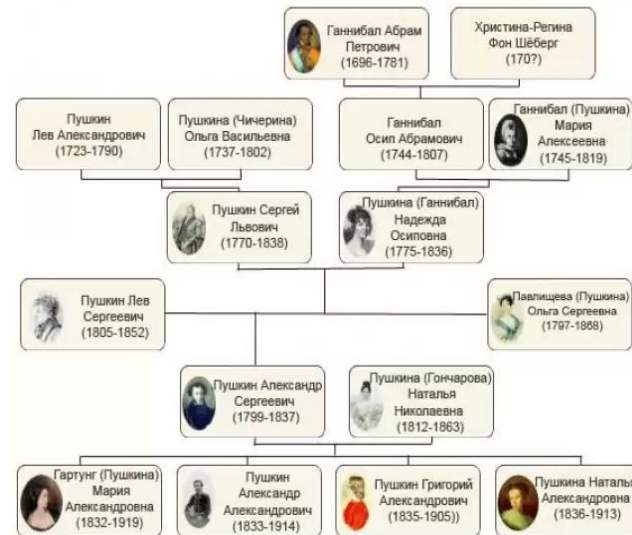 Ганнибал Абрам
Петрович
(1696-1781)
Христина-Регина
Фон Шёберг
(170?)
Пушкин
Лев Александрович
(1723-1790)
Пушкина (Чичерина)
Ольга Васильевна
(1737-1802)
Ганнибал
Осип Абрамович
(1744-1807)
Ганнибал (Пушкина)
Мария
Алексеевна
(1745-1819)
Пушкин Сергей
Львович
(1770-1838)
Пушкина (Ганнибал)
Надежда
Осиповна
(1775-1836)
Пушкин Лев
Сергеевич
(1805-1852)
Павлищева (Пушкина)
Ольга Сергеевна
(1797-1868)
Пушкин Александр
Сергеевич
(1799-1837)
Пушкина (Гончарова)
Наталья
Николаевна
(1812-1863)
Гартунг (Пушкина)
Мария
Александровна
(1832-1919)
Пушкин
Александр
Александрович
(1833-1914)
Пушкин Григорий
Александрович
(1835-1905))
Пушкина Наталья
Александровна
(1836-1913)